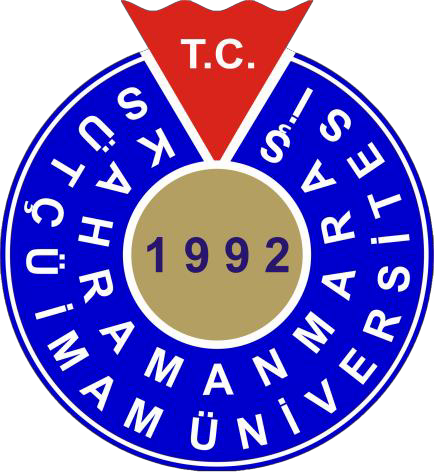 T.C.
KAHRAMANMARAŞ
SÜTÇÜ İMAM ÜNİVERSİTESİ
1992